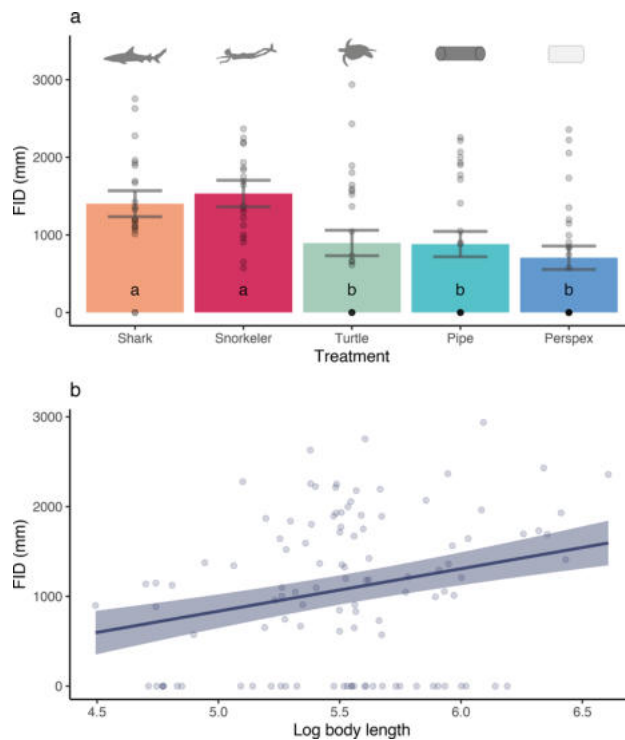 a
3000
2000
1000
0
FID (mm)
a
a
b
b
b
Shark Snorkeler Turtle Pipe Perspex
Treatment
b
3000
2000
1000
0
FID (mm)
4.5 5.0 5.5 6.0 6.5
Log body length